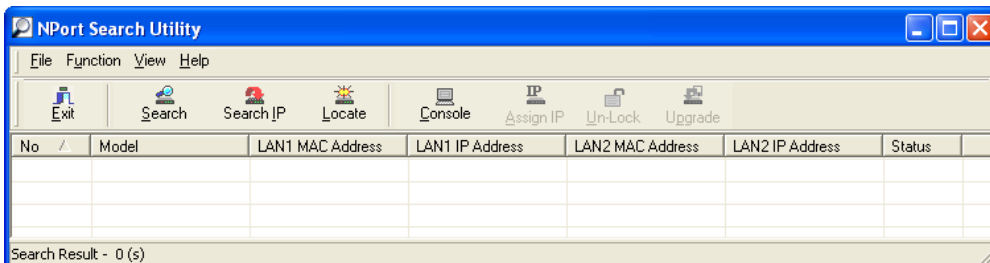 NPort Search Utility
File Function View Help
Exit Search Search IP Locate Console Assign IP Un-Lock Upgrade
No Model LAN1 MAC Address LAN1 IP Address LAN2 MAC Address LAN2 IP Address Status
Search Result - 0 (s)